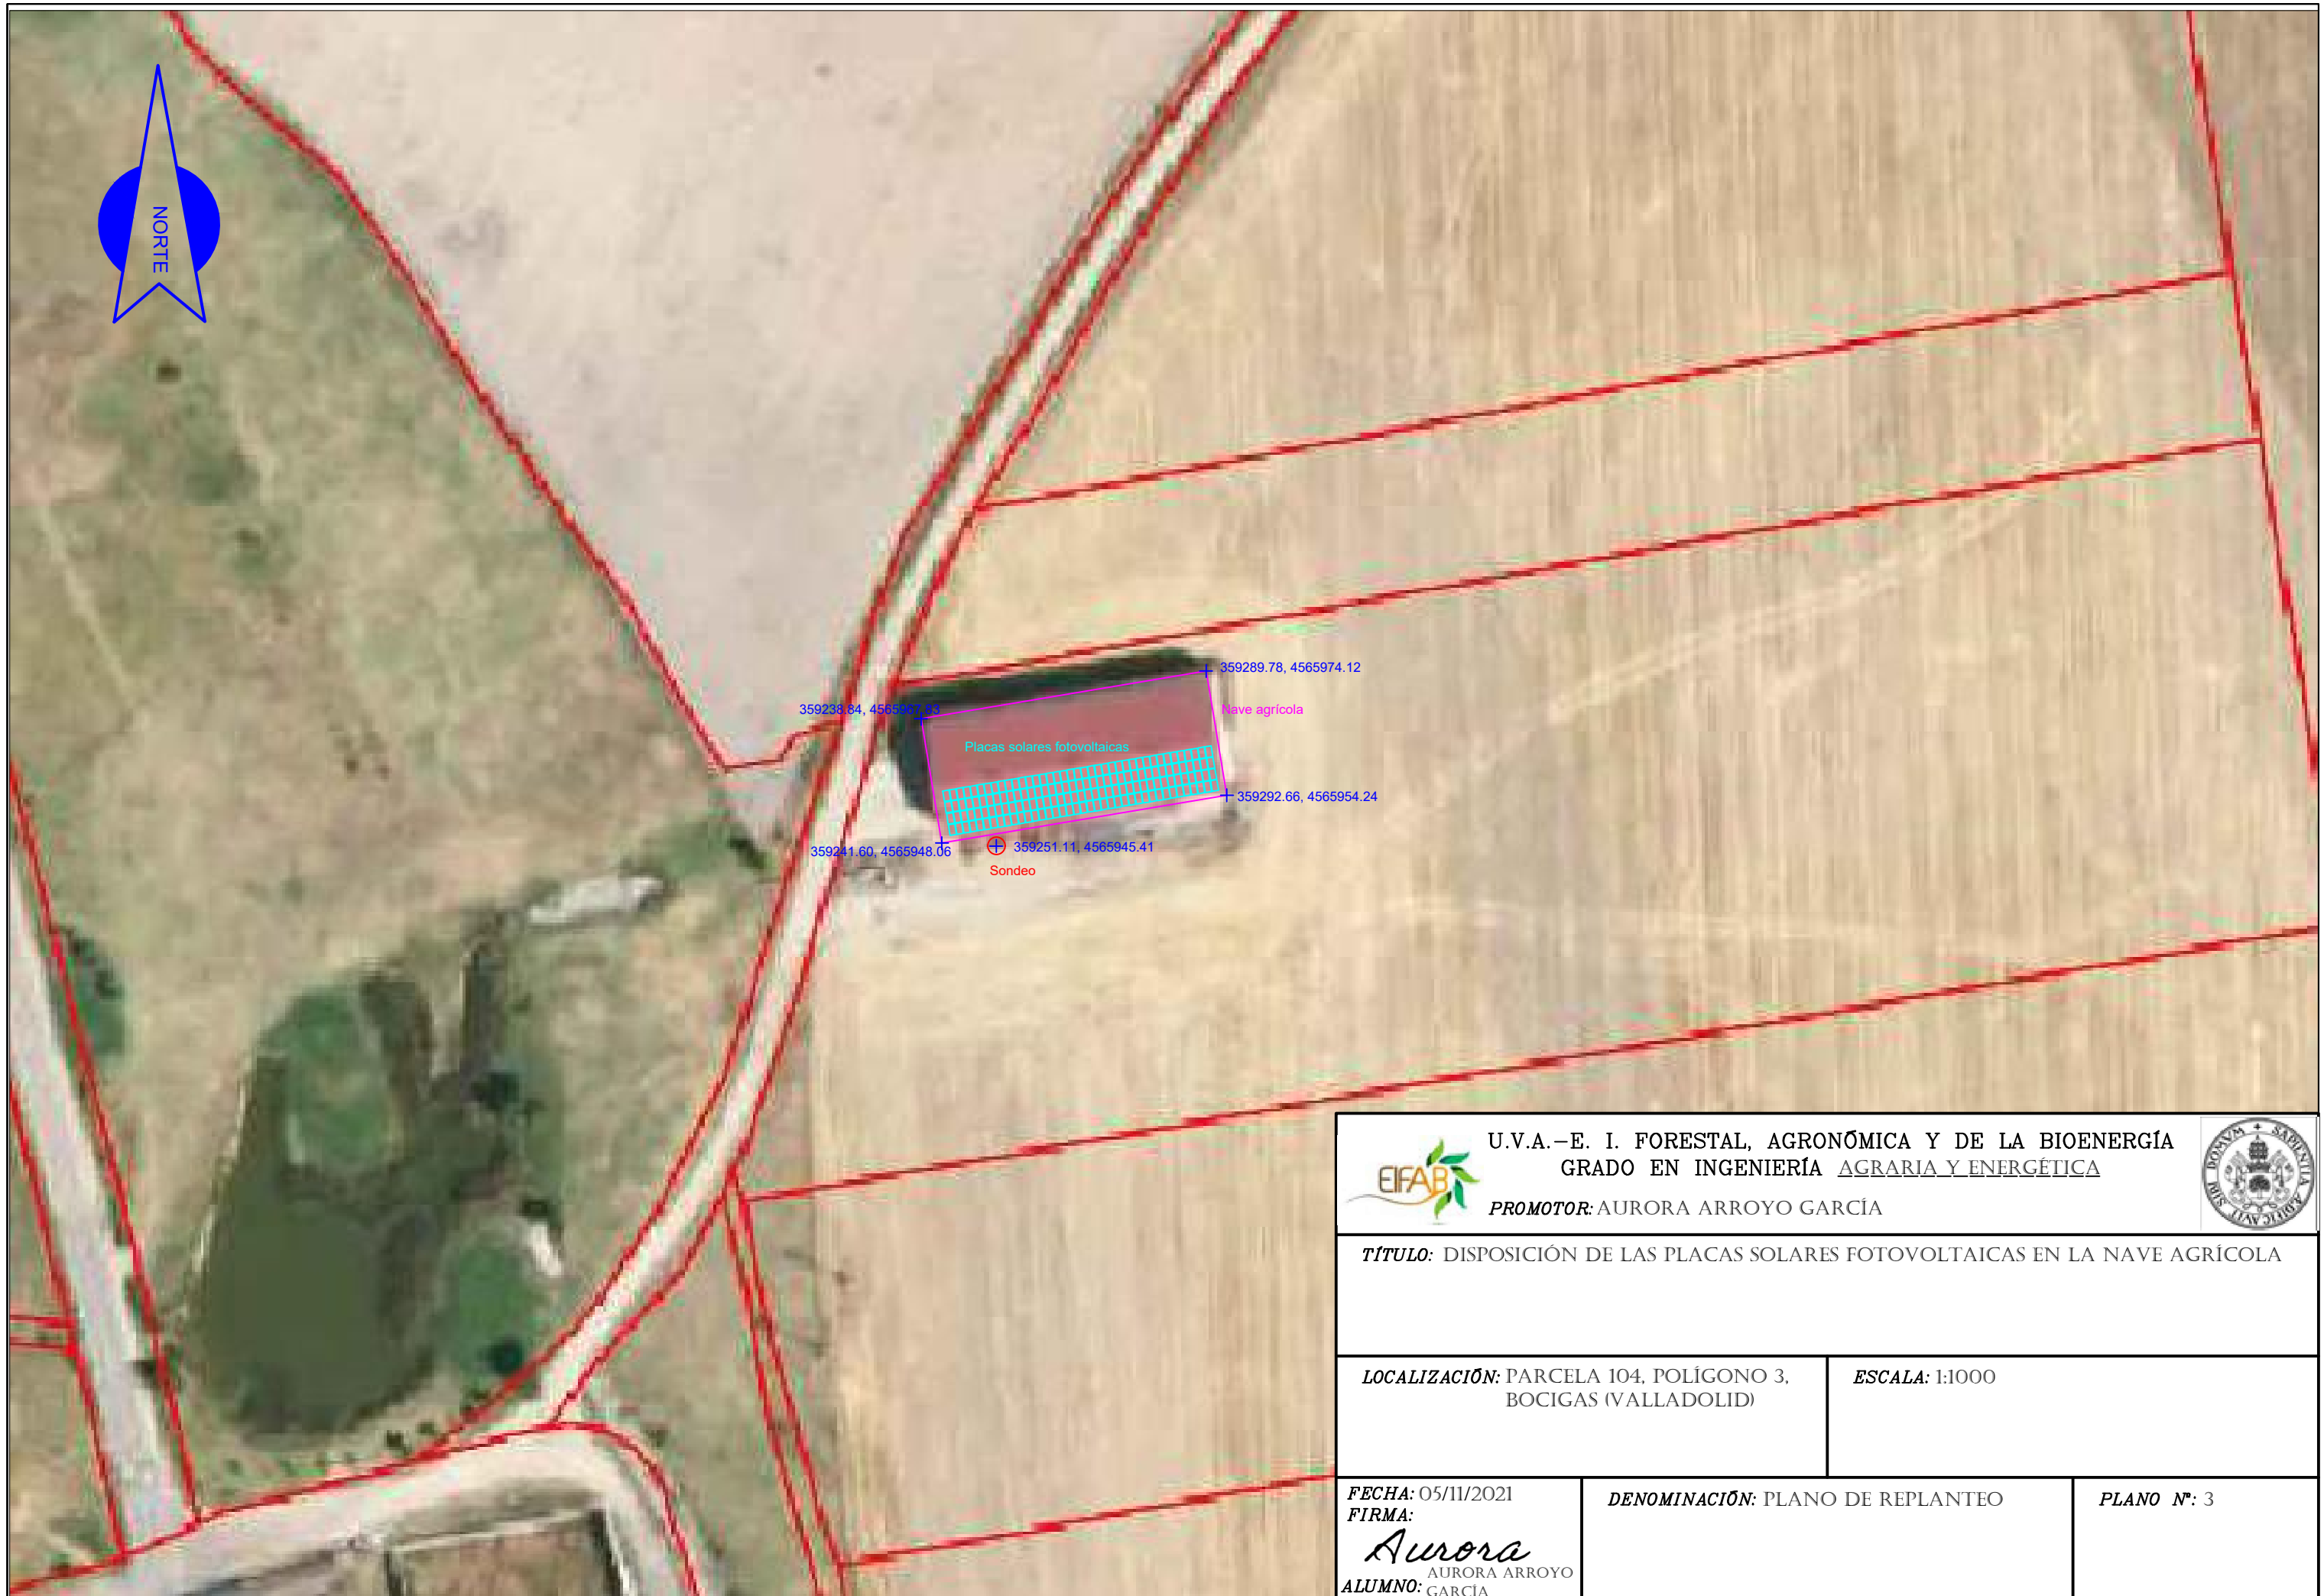 NORTE
359289.78, 4565974.12
359238.84, 4565967.83
Nave agrícola
Placas solares fotovoltaicas
359292.66, 4565954.24
359241.60, 4565948.06
359251.11, 4565945.41
Sondeo
EIFAB
U.V.A.-E. I. FORESTAL, AGRONÓMICA Y DE LA BIOENERGÍA
GRADO EN INGENIERÍA AGRARIA Y ENERGÉTICA
PROMOTOR: AURORA ARROYO GARCÍA
TÍTULO: DISPOSICIÓN DE LAS PLACAS SOLARES FOTOVOLTAICAS EN LA NAVE AGRÍCOLA
LOCALIZACIÓN: PARCELA 104, POLÍGONO 3,
BOCIGAS (VALLADOLID)
ESCALA: 1:1000
FECHA: 05/11/2021
FIRMA:
Aurora
ALUMNO: AURORA ARROYO
GARCÍA
DENOMINACIÓN: PLANO DE REPLANTEO
PLANO Nº: 3